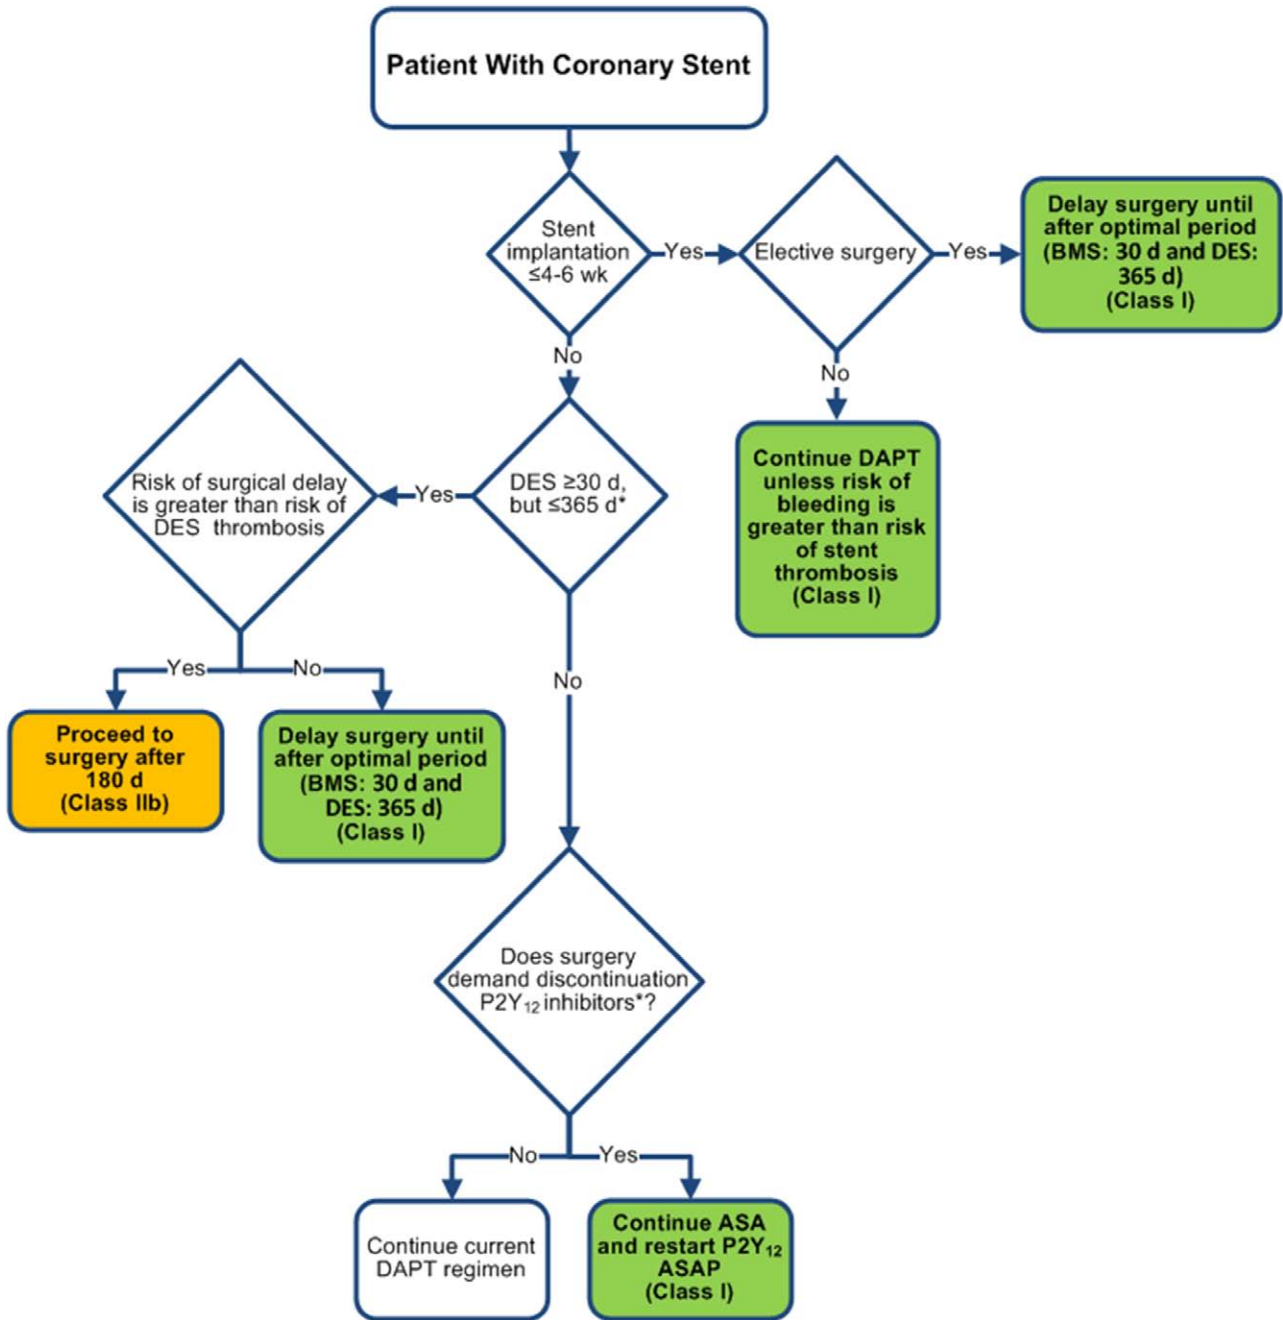 Patient With Coronary Stent
Stent
implantation
≤4-6 wk
Yes
Elective surgery
Yes
Delay surgery until
after optimal period
(BMS: 30 d and DES:
365 d)
(Class I)
No
No
Continue DAPT
unless risk of
bleeding is
greater than risk
of stent
thrombosis
(Class I)
DES ≥30 d,
but ≤365 d*
Yes
Risk of surgical delay
is greater than risk of
DES thrombosis
Yes
No
Proceed to
surgery after
180 d
(Class IIb)
Delay surgery until
after optimal period
(BMS: 30 d and
DES: 365 d)
(Class I)
No
Does surgery
demand discontinuation
P2Y₁₂ inhibitors*?
No
Yes
Continue current
DAPT regimen
Continue ASA
and restart P2Y₁₂
ASAP
(Class I)